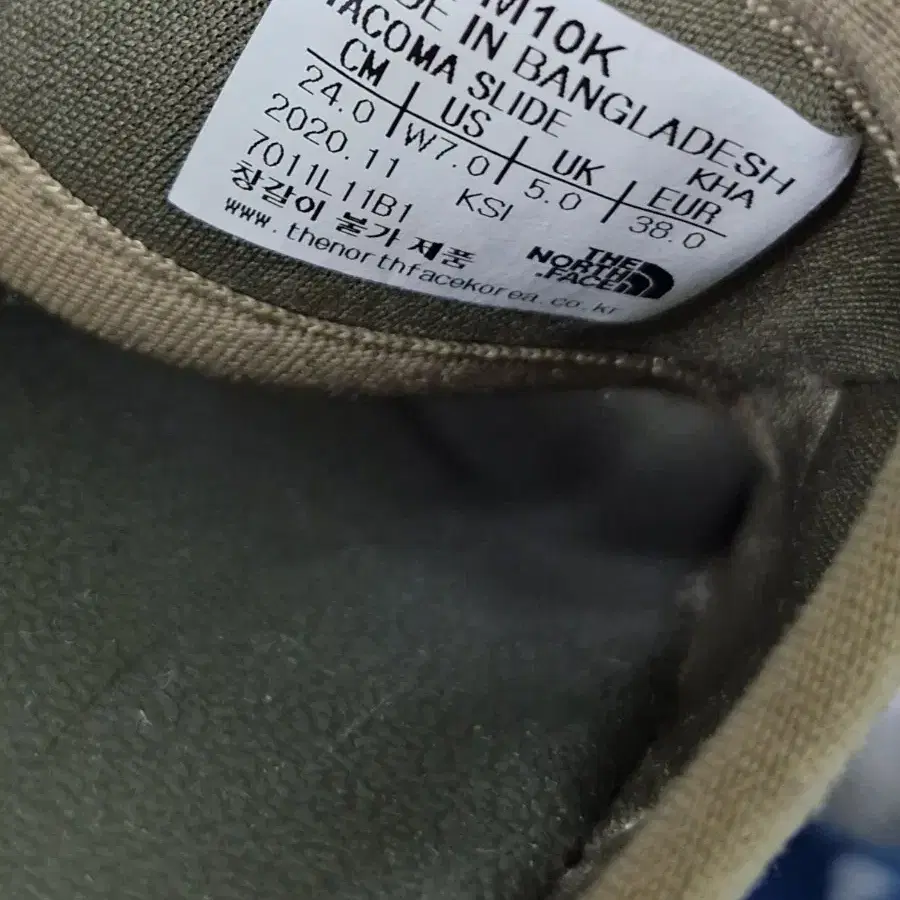 M10K
DE IN BANGLADESH
TACOMA SLIDE KHA
CM US UK EUR
24.0 W7.0 5.0 38.0
2020.11 KSI
7011L11B1
창갈이 불가 제품
THE
NORTH
FACE
www.thenorthfacekorea.co.kr